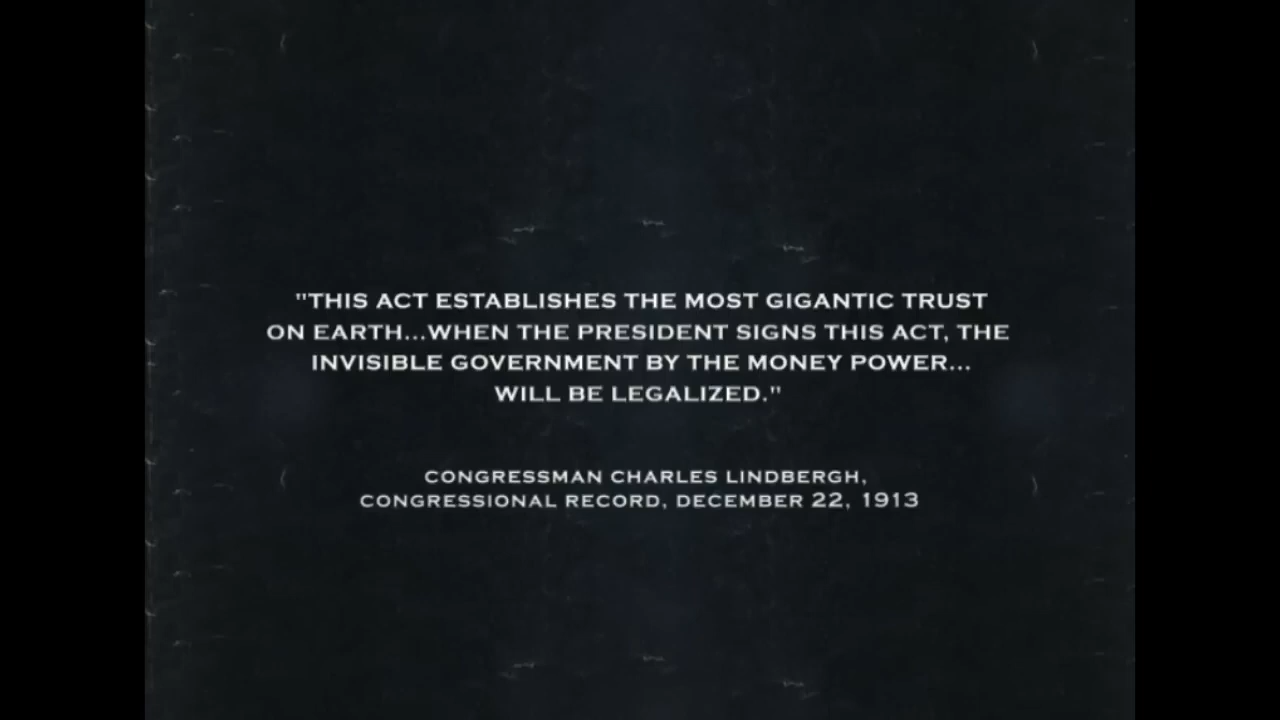 "THIS ACT ESTABLISHES THE MOST GIGANTIC TRUST
ON EARTH...WHEN THE PRESIDENT SIGNS THIS ACT, THE
INVISIBLE GOVERNMENT BY THE MONEY POWER...
WILL BE LEGALIZED."
CONGRESSMAN CHARLES LINDBERGH,
CONGRESSIONAL RECORD, DECEMBER 22, 1913